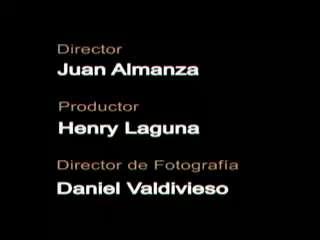 Director
Juan Almanza
Productor
Henry Laguna
Director de Fotografía
Daniel Valdivieso